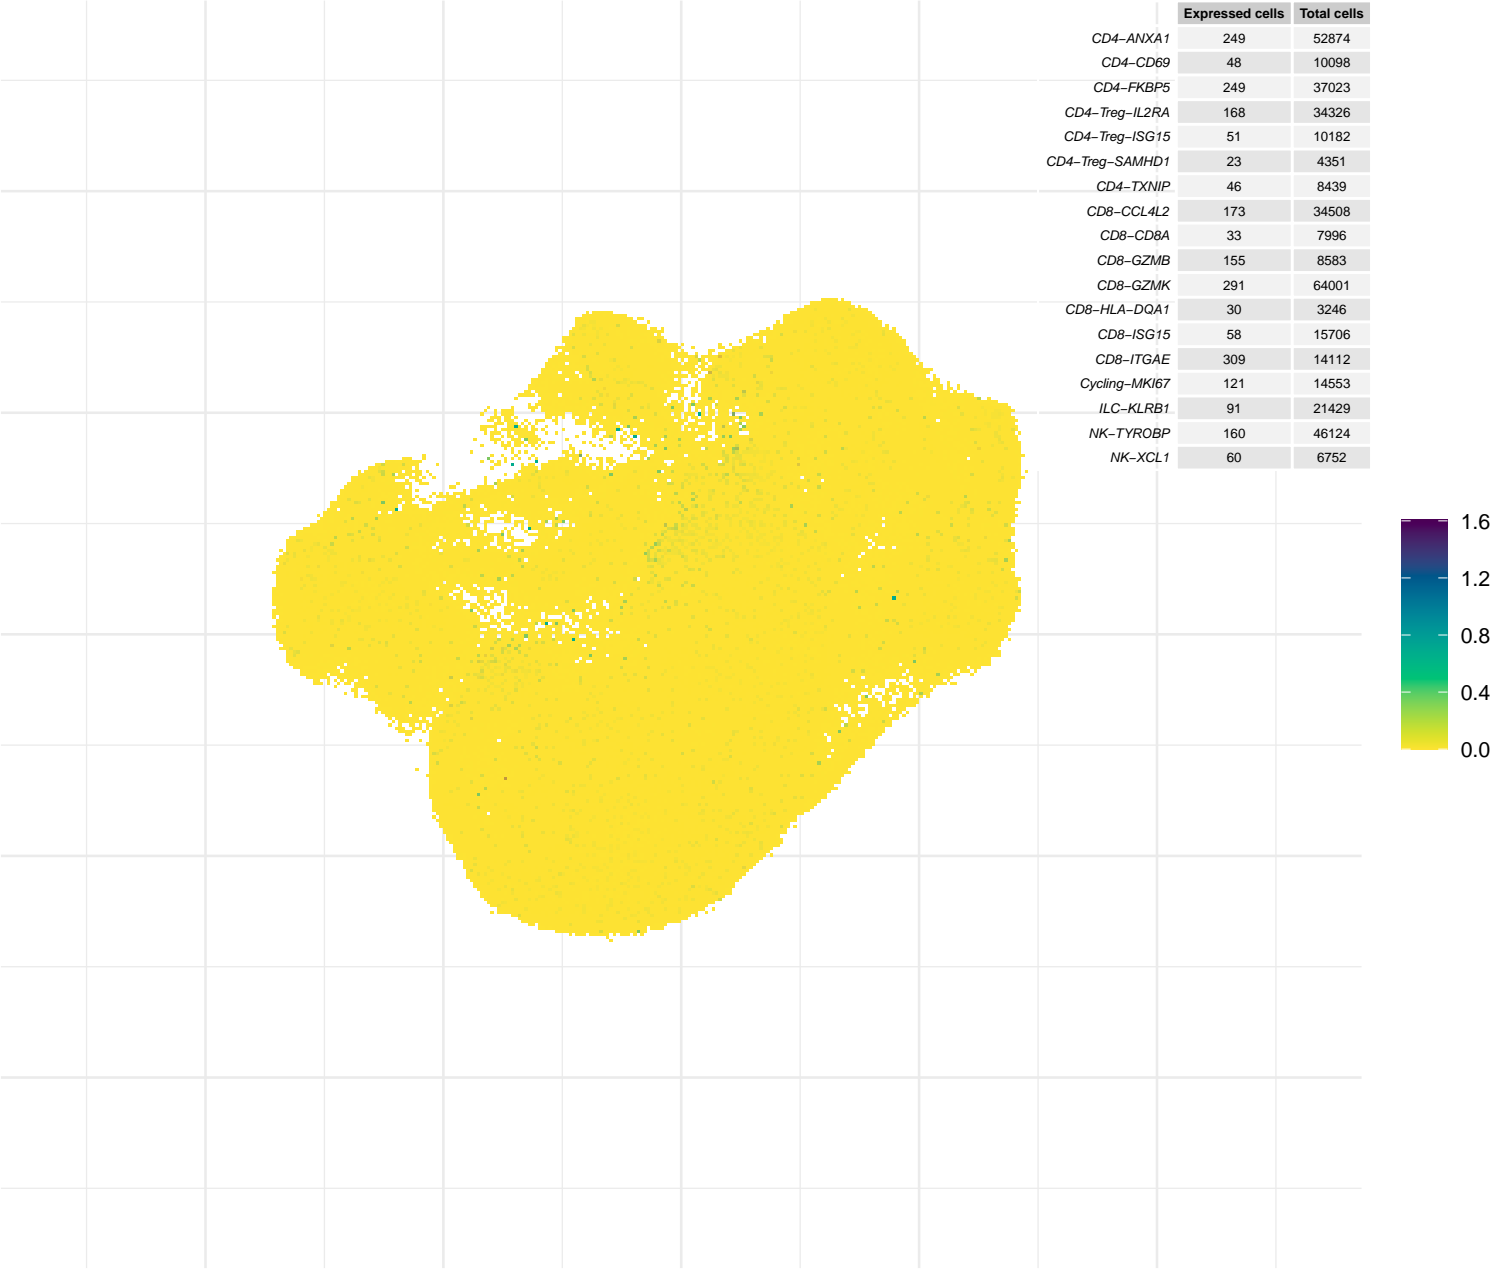 Expressed cells Total cells
CD4−ANXA1 249 52874
CD4−CD69 48 10098
CD4−FKBP5 249 37023
CD4−Treg−IL2RA 168 34326
CD4−Treg−ISG15 51 10182
CD4−Treg−SAMHD1 23 4351
CD4−TXNIP 46 8439
CD8−CCL4L2 173 34508
CD8−CD8A 33 7996
CD8−GZMB 155 8583
CD8−GZMK 291 64001
CD8−HLA−DQA1 30 3246
CD8−ISG15 58 15706
CD8−ITGAE 309 14112
Cycling−MKI67 121 14553
ILC−KLRB1 91 21429
NK−TYROBP 160 46124
NK−XCL1 60 6752
1.6
1.2
0.8
0.4
0.0